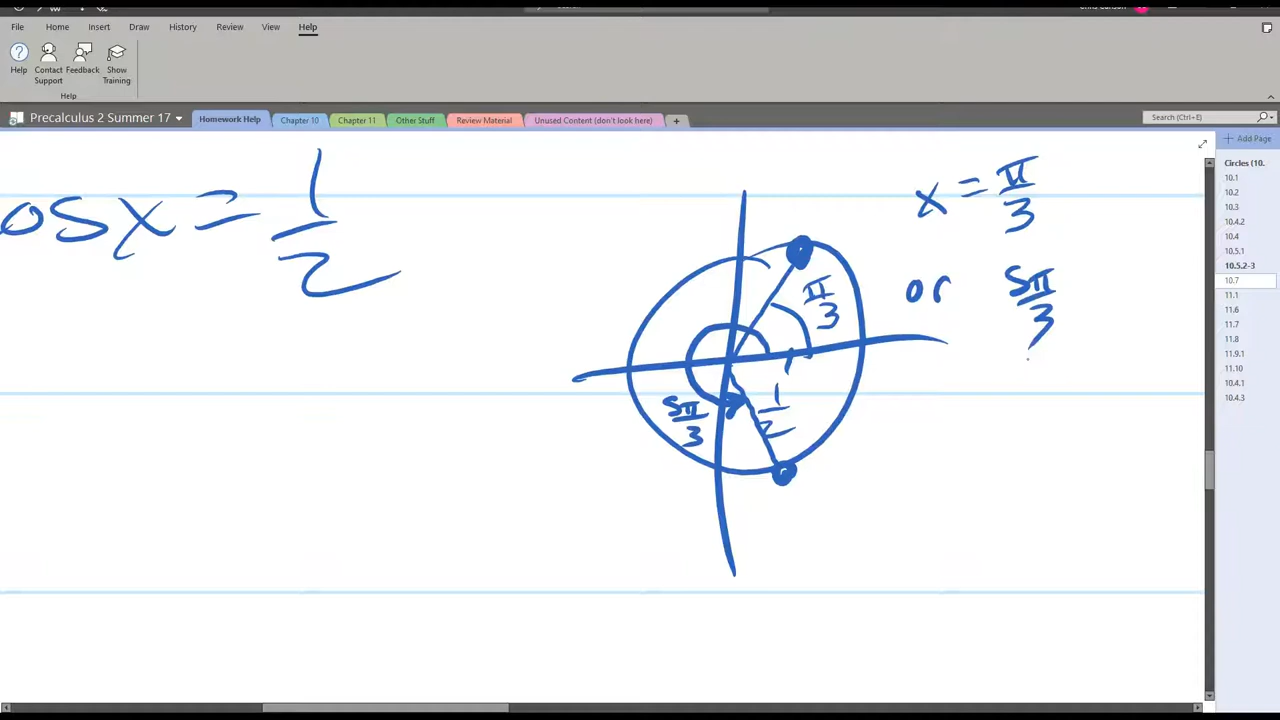 File Home Insert Draw History Review View Help
Help Contact Support Feedback Show Training
Help
Precalculus 2 Summer 17 Homework Help Chapter 10 Chapter 11 Other Stuff Review Material Unused Content (don't look here) Search (Ctrl+E)
Add Page
Circles (10.
10.1
10.2
10.3
10.4.2
10.4
10.5.1
10.5.2-3
10.7
11.1
11.6
11.7
11.8
11.9.1
11.10
10.4.1
10.4.3
osx = 1/2
x = π/3
or 5π/3
π/3
5π/3
1/2